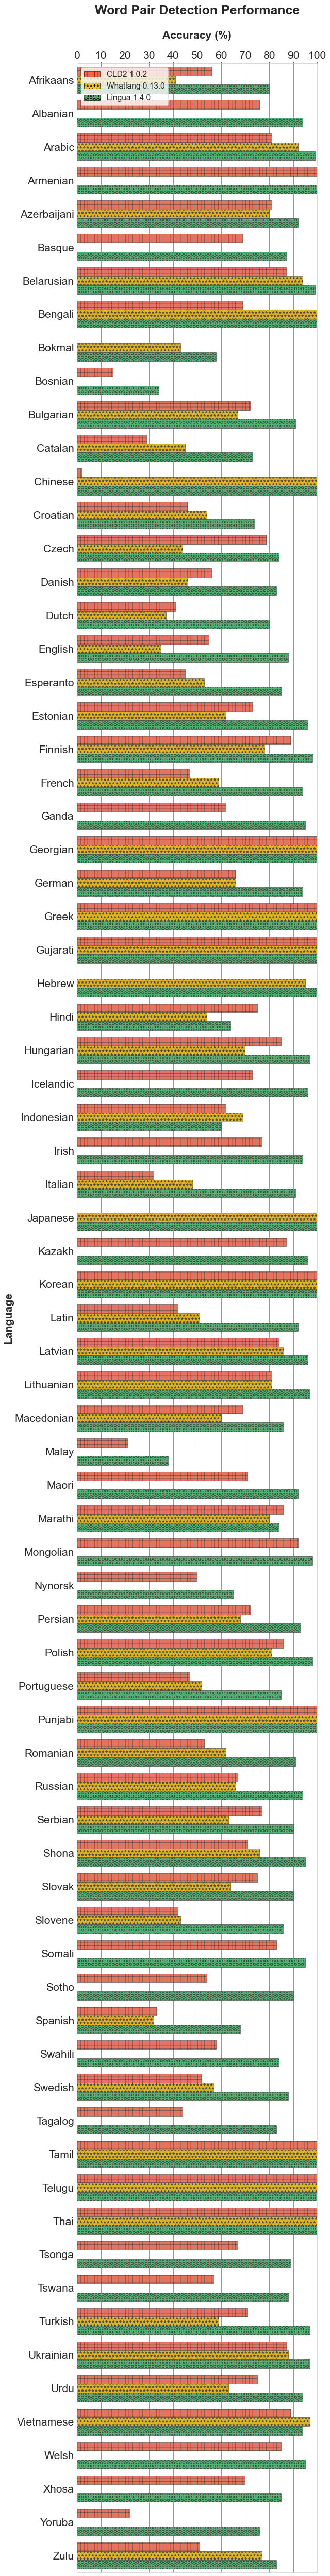 Word Pair Detection Performance
Accuracy (%)
0 10 20 30 40 50 60 70 80 90 100
CLD2 1.0.2
Whatlang 0.13.0
Lingua 1.4.0
Afrikaans
Albanian
Arabic
Armenian
Azerbaijani
Basque
Belarusian
Bengali
Bokmal
Bosnian
Bulgarian
Catalan
Chinese
Croatian
Czech
Danish
Dutch
English
Esperanto
Estonian
Finnish
French
Ganda
Georgian
German
Greek
Gujarati
Hebrew
Hindi
Hungarian
Icelandic
Indonesian
Irish
Italian
Japanese
Kazakh
Korean
Language
Latin
Latvian
Lithuanian
Macedonian
Malay
Maori
Marathi
Mongolian
Nynorsk
Persian
Polish
Portuguese
Punjabi
Romanian
Russian
Serbian
Shona
Slovak
Slovene
Somali
Sotho
Spanish
Swahili
Swedish
Tagalog
Tamil
Telugu
Thai
Tsonga
Tswana
Turkish
Ukrainian
Urdu
Vietnamese
Welsh
Xhosa
Yoruba
Zulu